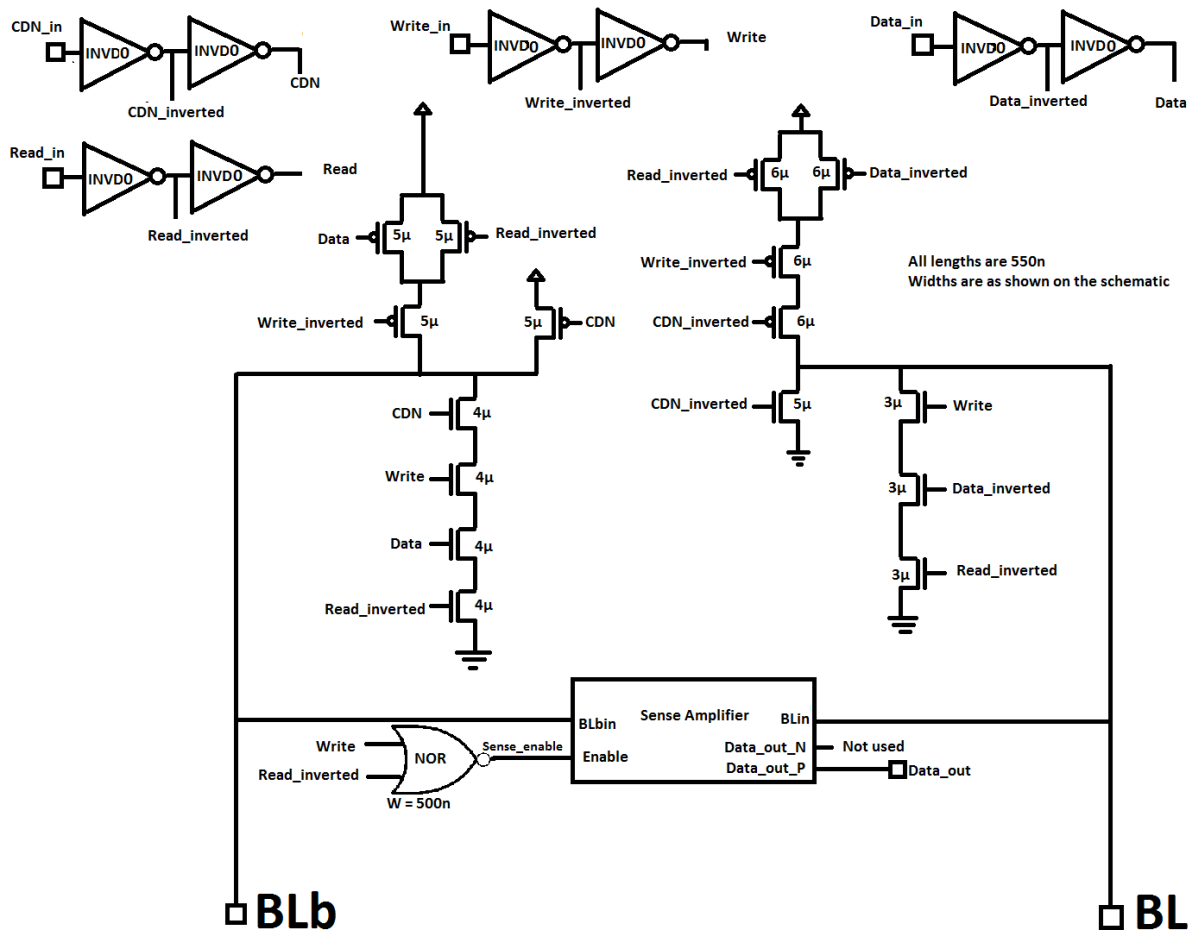 CDN_in
INVD0
INVD0
CDN
CDN_inverted
Write_in
INVD0
INVD0
Write
Write_inverted
Data_in
INVD0
INVD0
Data_inverted
Data
Read_in
INVD0
INVD0
Read
Read_inverted
Data
5µ
5µ
Read_inverted
Write_inverted
5µ
5µ
CDN
Read_inverted
6µ
6µ
Data_inverted
Write_inverted
6µ
CDN_inverted
6µ
All lengths are 550n
Widths are as shown on the schematic
CDN
4µ
Write
4µ
Data
4µ
Read_inverted
4µ
CDN_inverted
5µ
3µ
Write
3µ
Data_inverted
3µ
Read_inverted
BLbin
Sense Amplifier
BLin
Enable
Data_out_N
Not used
Data_out_P
Data_out
Write
Read_inverted
NOR
Sense_enable
W = 500n
BLb
BL